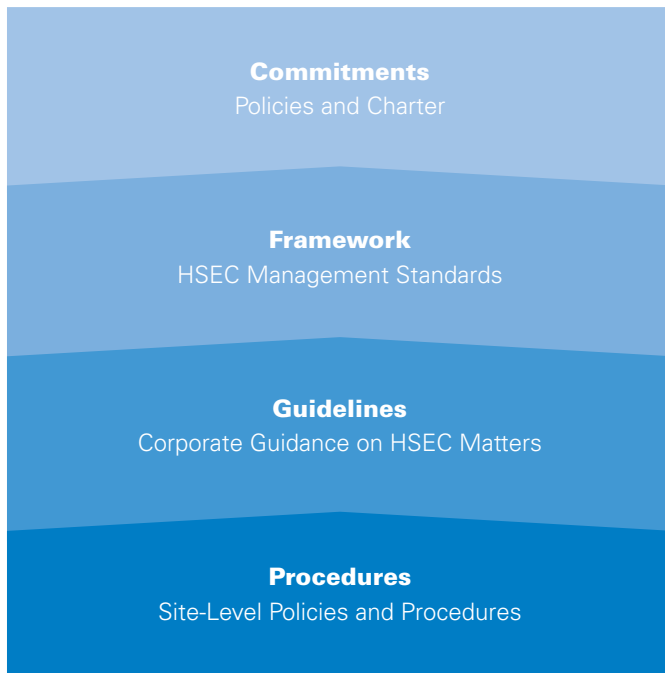 Commitments
Policies and Charter
Framework
HSEC Management Standards
Guidelines
Corporate Guidance on HSEC Matters
Procedures
Site-Level Policies and Procedures